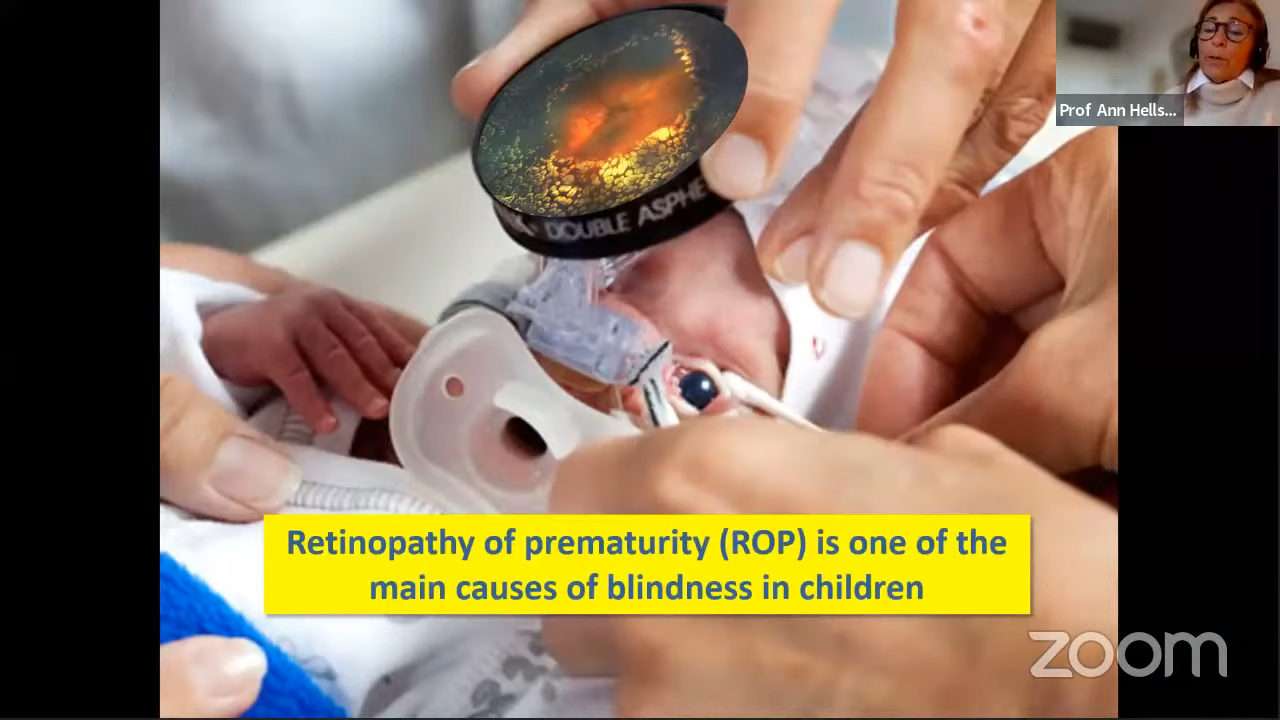 Prof Ann Hells...
DOUBLE ASPHE
Retinopathy of prematurity (ROP) is one of the
main causes of blindness in children
zoom